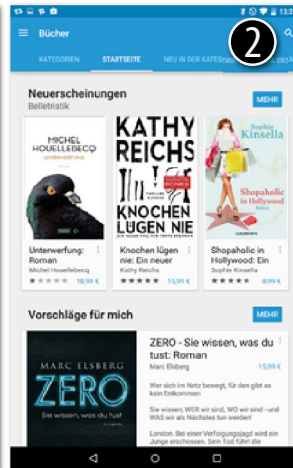 13:2
Bücher
2
KATEGORIEN STARTSEITE NEU IN DER KATEG
Neuerscheinungen
Belletristik
MEHR
MICHEL
HOUELLEBECQ
UNTERWERFUNG
KATHY
REICHS
KNOCHEN
LÜGEN NIE
Sophie
Kinsella
Shopaholic
in Hollywood
Unterwerfung:
Roman
Michel Houellebecq
18,99 €
Knochen lügen
nie: Ein neuer
Kathy Reichs
15,99 €
Shopaholic in
Hollywood: Ein
Sophie Kinsella
8,99 €
Vorschläge für mich
MEHR
MARC ELSBERG
ZERO
Sie wissen, was du tust
ZERO - Sie wissen, was du
tust: Roman
Marc Elsberg
15,99 €
Wer sich im Netz bewegt, für den gibt es
kein Entkommen
Sie wissen, WER wir sind, WO wir sind - und
WAS wir als Nächstes tun werden!
London. Bei einer Verfolgungsjagd wird ein
Junge erschossen. Sein Tod führt die